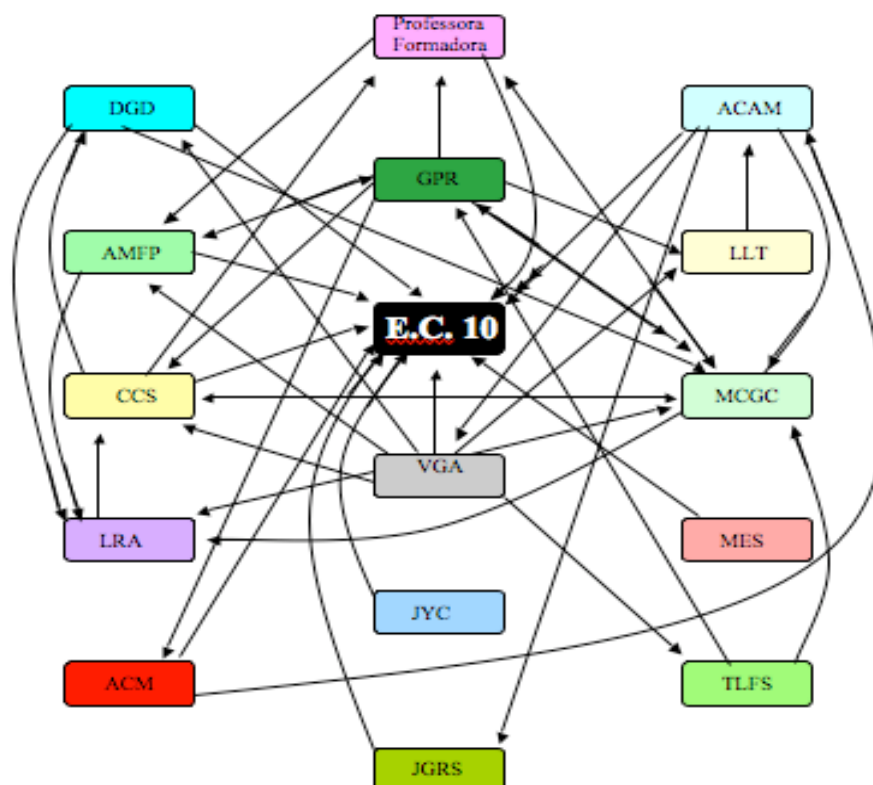 Professora
Formadora
DGD
ACAM
GPR
AMFP
LLT
E.C. 10
CCS
MCGC
VGA
LRA
MES
JYC
ACM
TLFS
JGRS